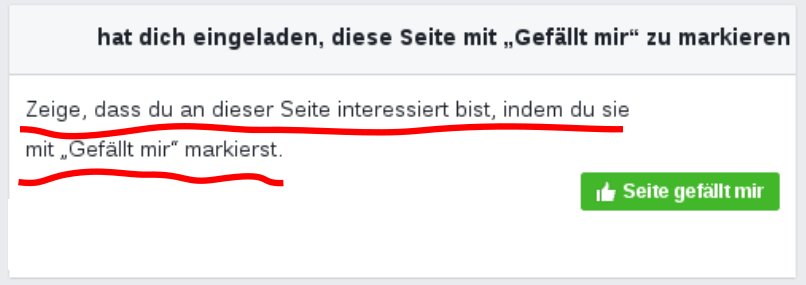 hat dich eingeladen, diese Seite mit „Gefällt mir“ zu markieren
Zeige, dass du an dieser Seite interessiert bist, indem du sie
mit „Gefällt mir“ markierst.
Seite gefällt mir